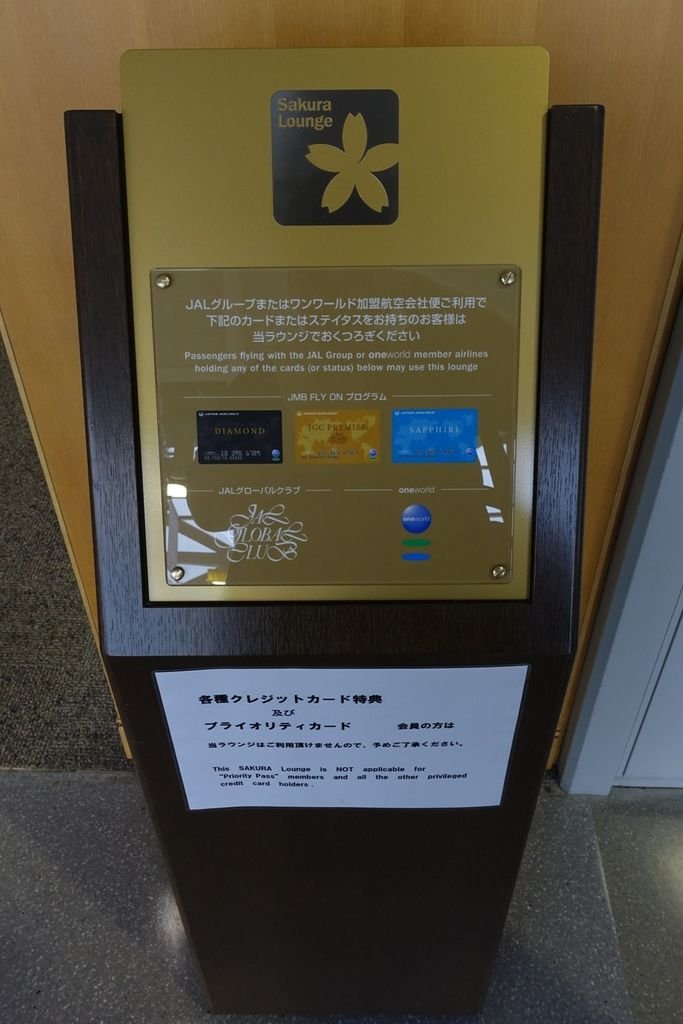 Sakura
Lounge
JALグループまたはワンワールド加盟航空会社便ご利用で
下記のカードまたはステイタスをお持ちのお客様は
当ラウンジでおくつろぎください
Passengers flying with the JAL Group or oneworld member airlines
holding any of the cards (or status) below may use this lounge
JMB FLY ON プログラム
JAPAN AIRLINES JAPAN AIRLINES JAPAN AIRLINES
DIAMOND JGC PREMIER SAPPHIRE
JALグローバルクラブ oneworld
JAL
GLOBAL
CLUB
oneworld
各種クレジットカード特典
及び
プライオリティカード 会員の方は
当ラウンジはご利用頂けませんので、予めご了承ください。
This SAKURA Lounge is NOT applicable for
"Priority Pass" members and all the other privileged
credit card holders.